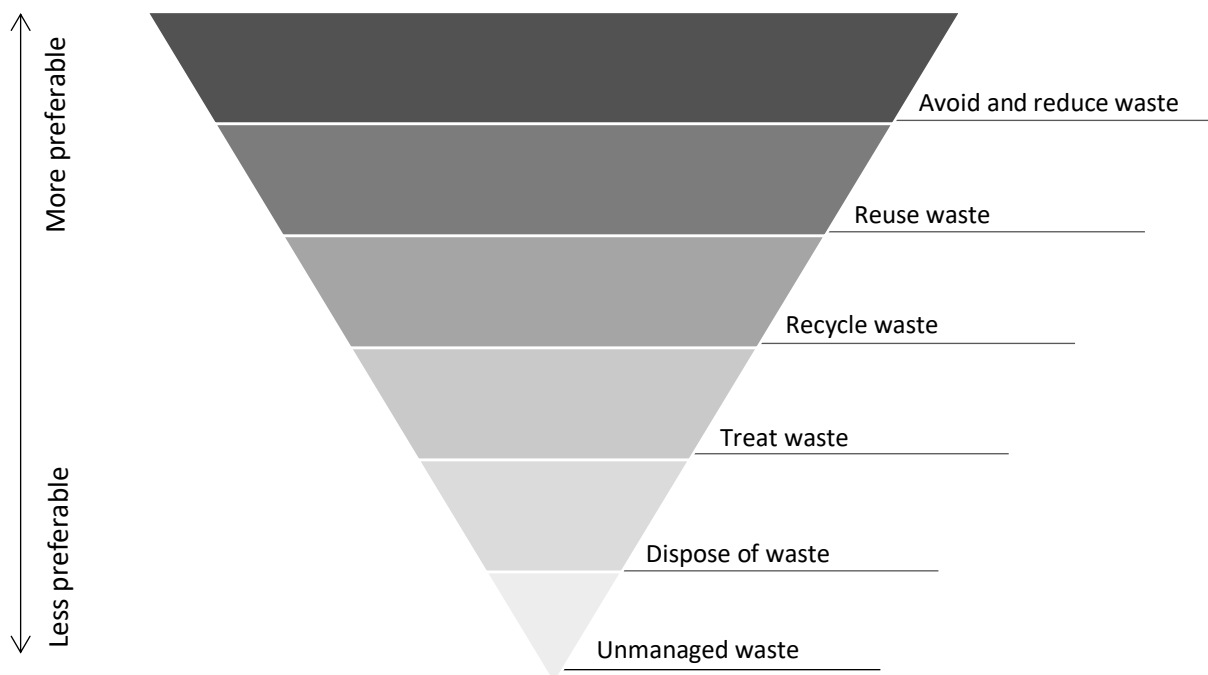 More preferable
Avoid and reduce waste
Reuse waste
Recycle waste
Treat waste
Less preferable
Dispose of waste
Unmanaged waste